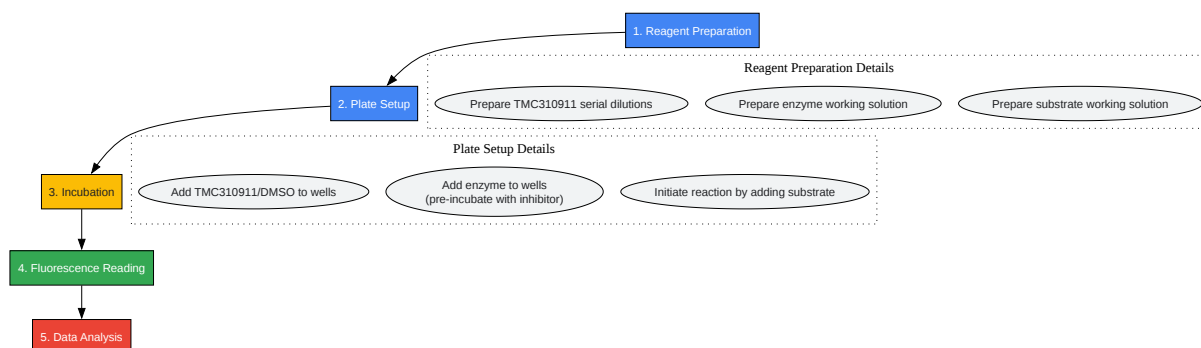 1. Reagent Preparation
Reagent Preparation Details
2. Plate Setup
Prepare TMC310911 serial dilutions
Prepare enzyme working solution
Prepare substrate working solution
Plate Setup Details
3. Incubation
Add TMC310911/DMSO to wells
Add enzyme to wells
(pre-incubate with inhibitor)
Initiate reaction by adding substrate
4. Fluorescence Reading
5. Data Analysis